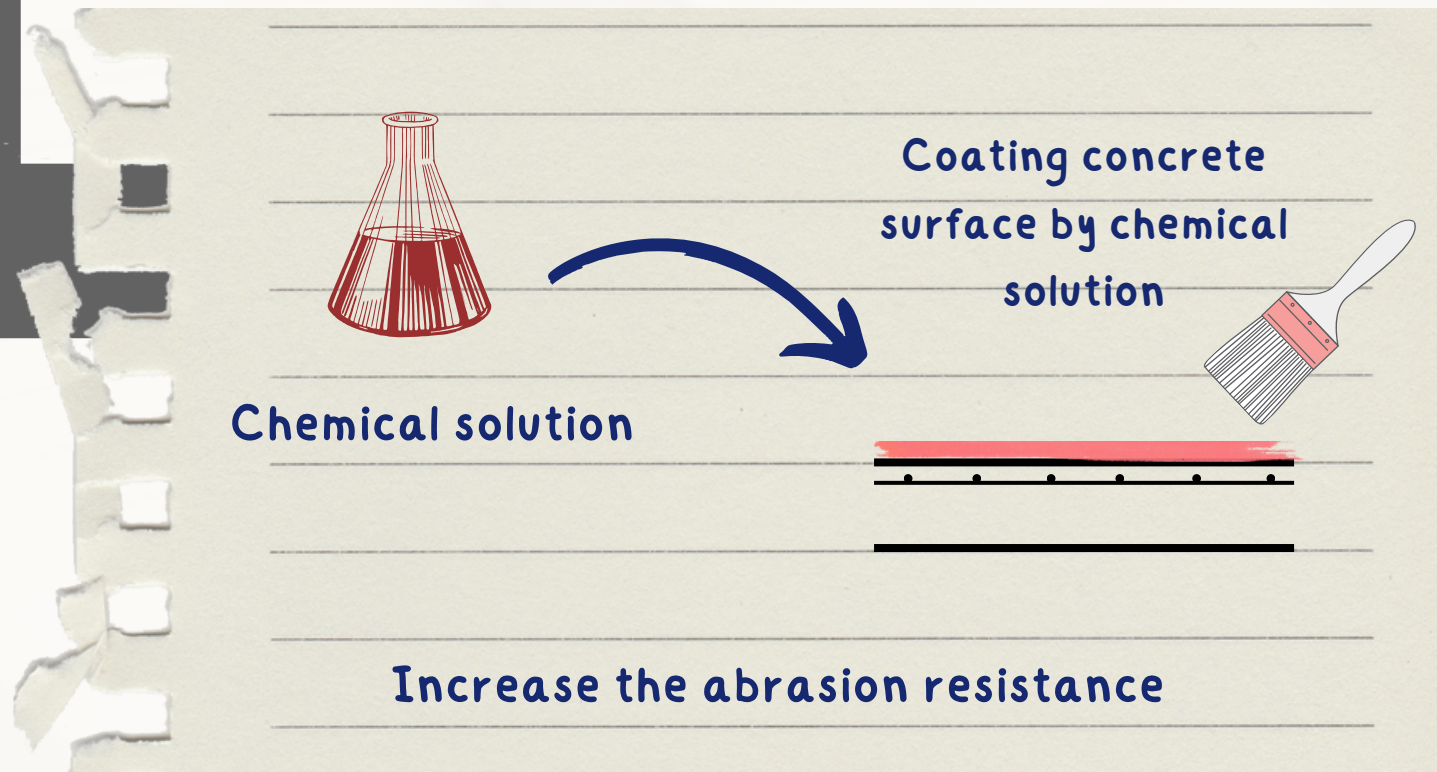 Coating concrete
surface by chemical
solution
Chemical solution
Increase the abrasion resistance